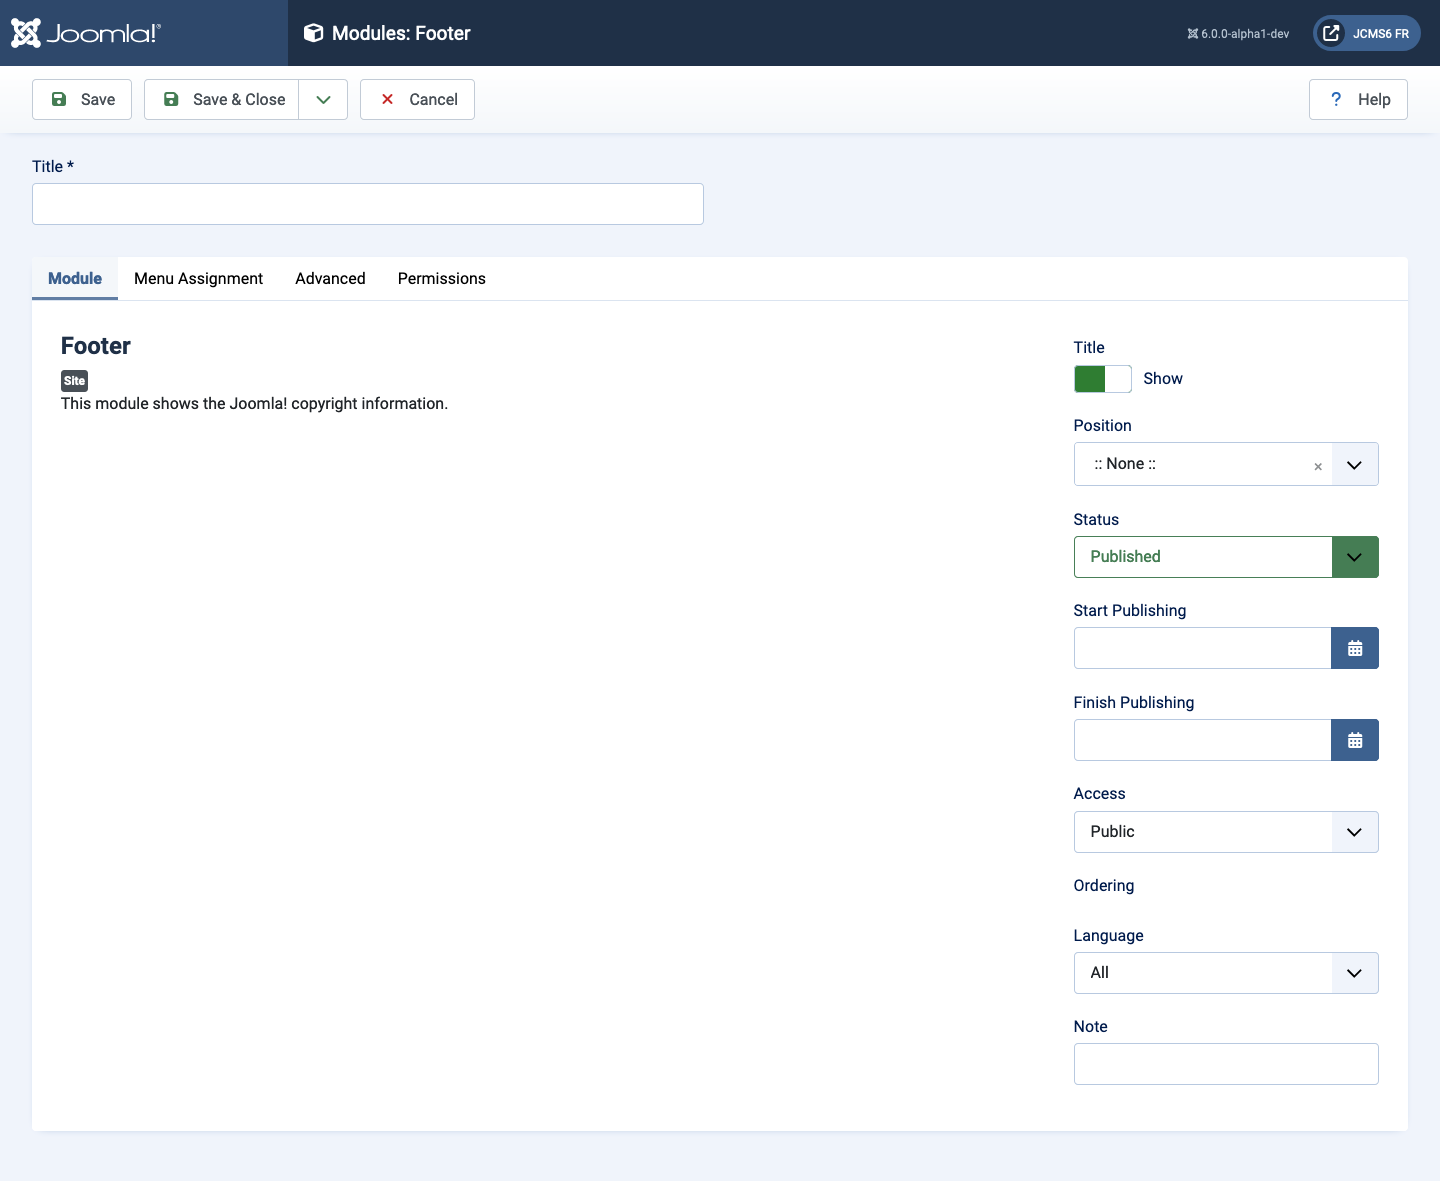 Joomla!®
Modules: Footer
6.0.0-alpha1-dev
JCMS6 FR
Save
Save & Close
Cancel
? Help
Title *
Module
Menu Assignment
Advanced
Permissions
Footer
Site
This module shows the Joomla! copyright information.
Title
Show
Position
:: None ::
×
Status
Published
Start Publishing
Finish Publishing
Access
Public
Ordering
Language
All
Note